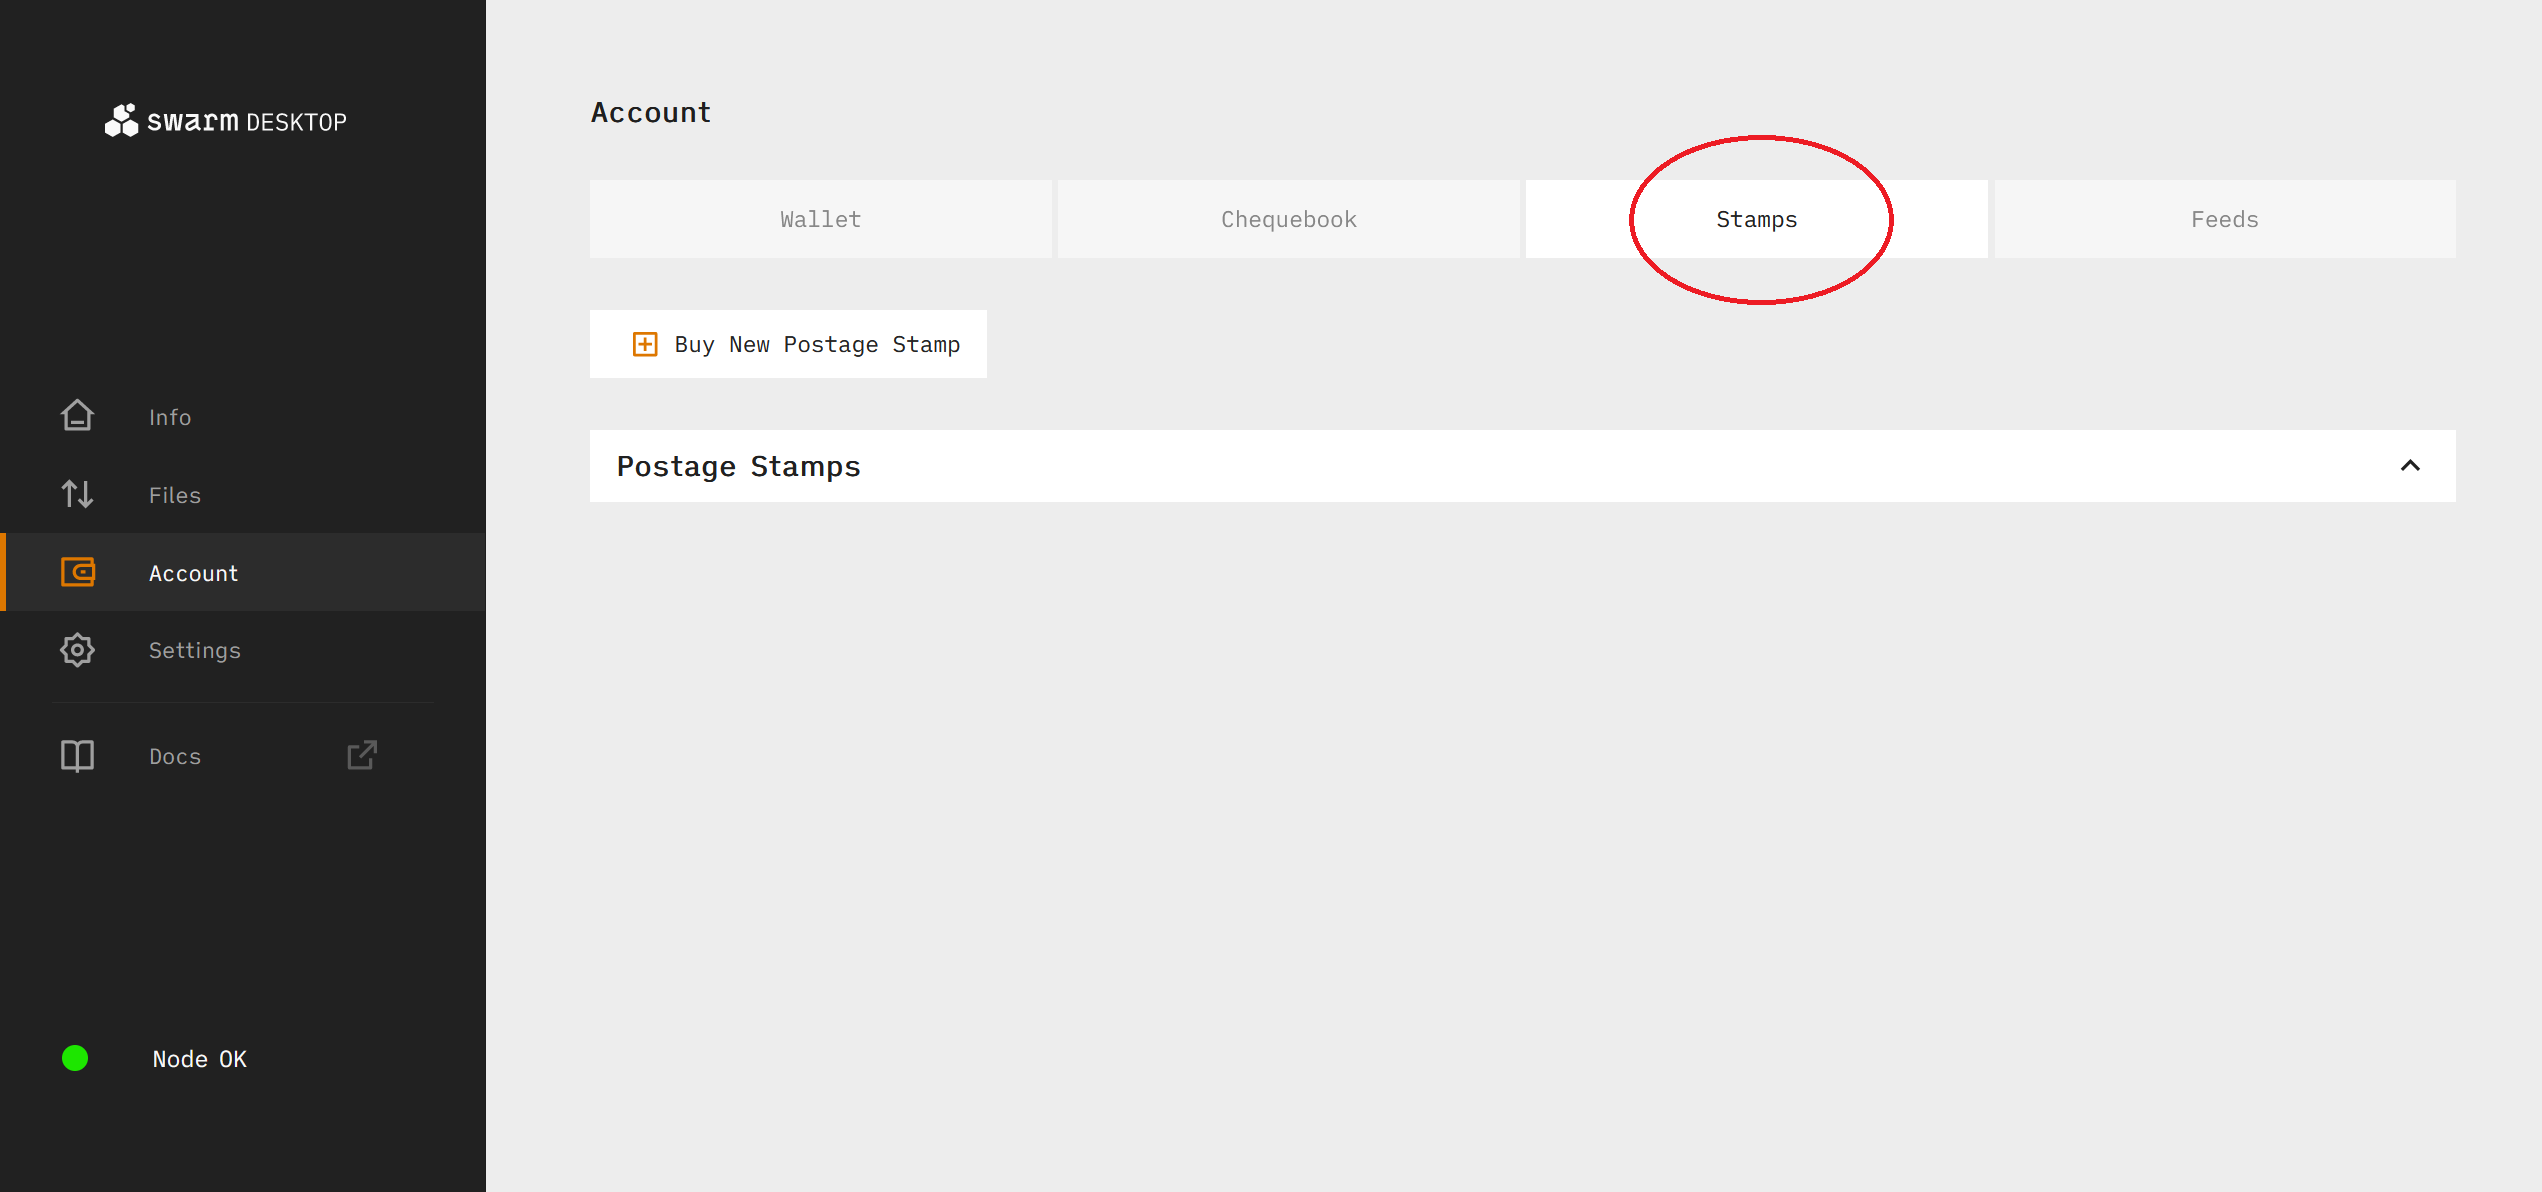 swarm DESKTOP
Info
Files
Account
Settings
Docs
Node OK
Account
Wallet
Chequebook
Stamps
Feeds
Buy New Postage Stamp
Postage Stamps